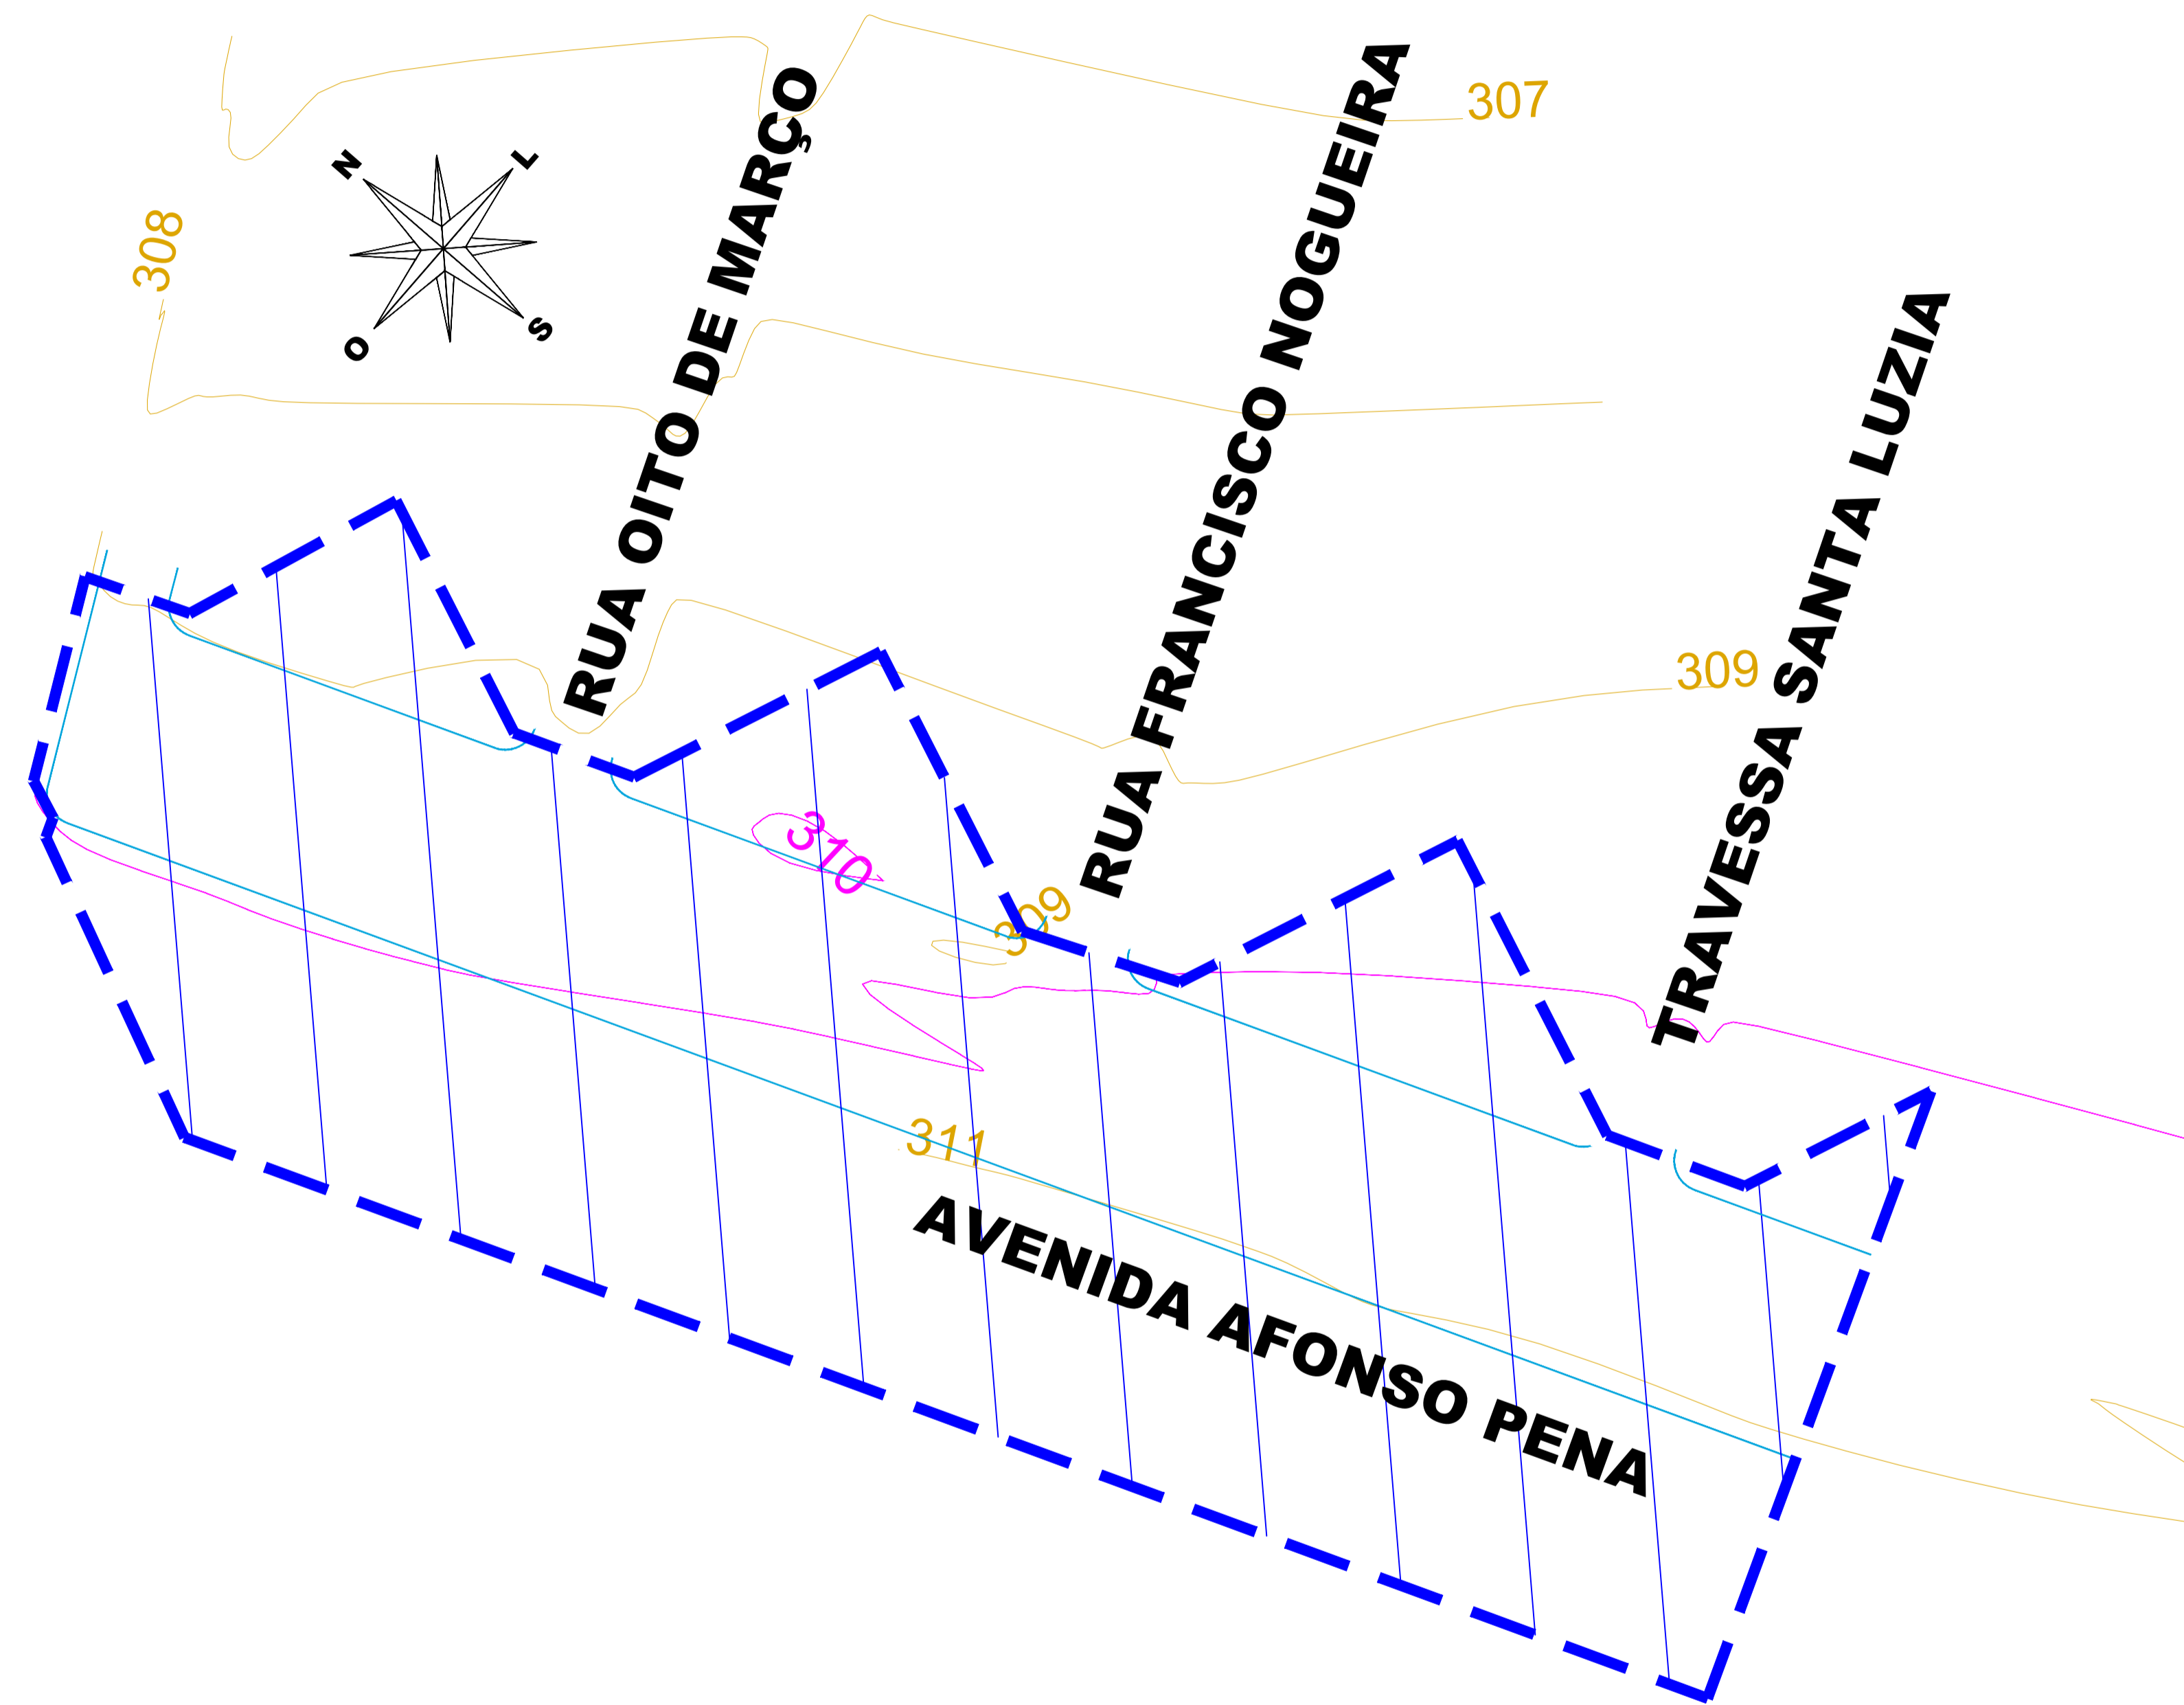 307
N
L
308
O
S
RUA OITO DE MARÇO
RUA FRANCISCO NOGUEIRA
TRAVESSA SANTA LUZIA
309
310
309
311
AVENIDA AFONSO PENA